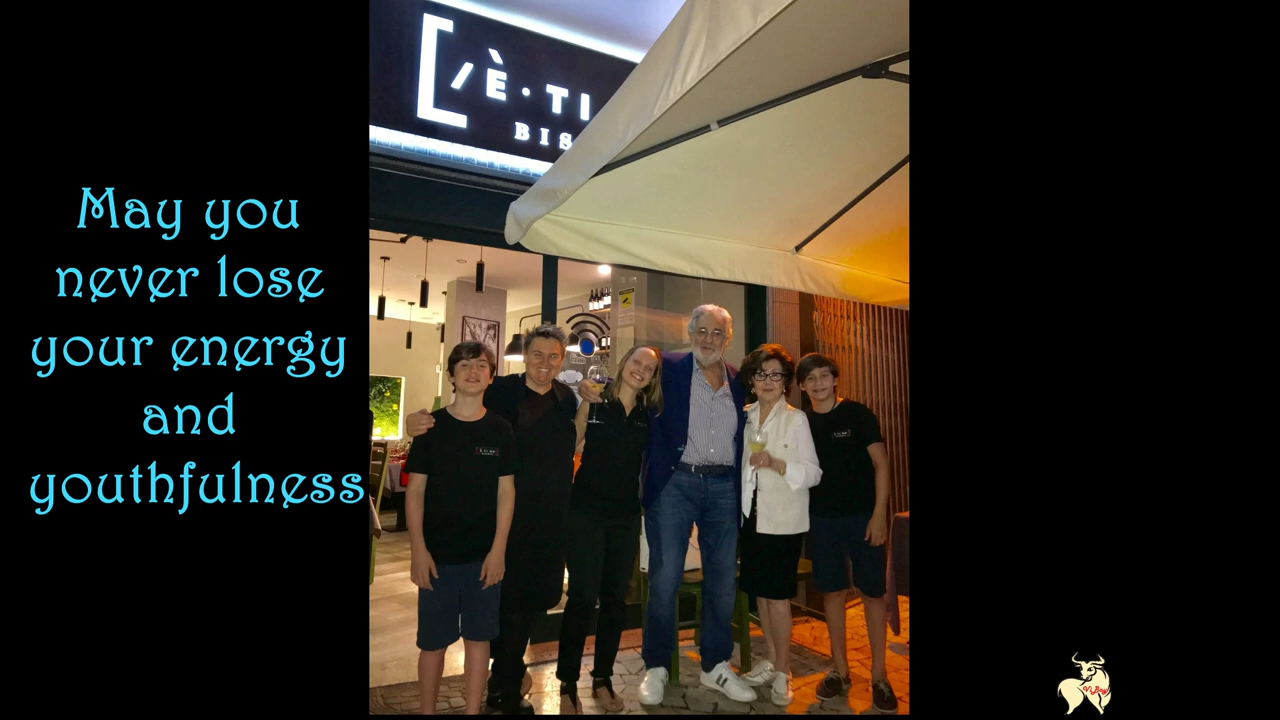 May you
never lose
your energy
and
youthfulness
/È·TI
BIS